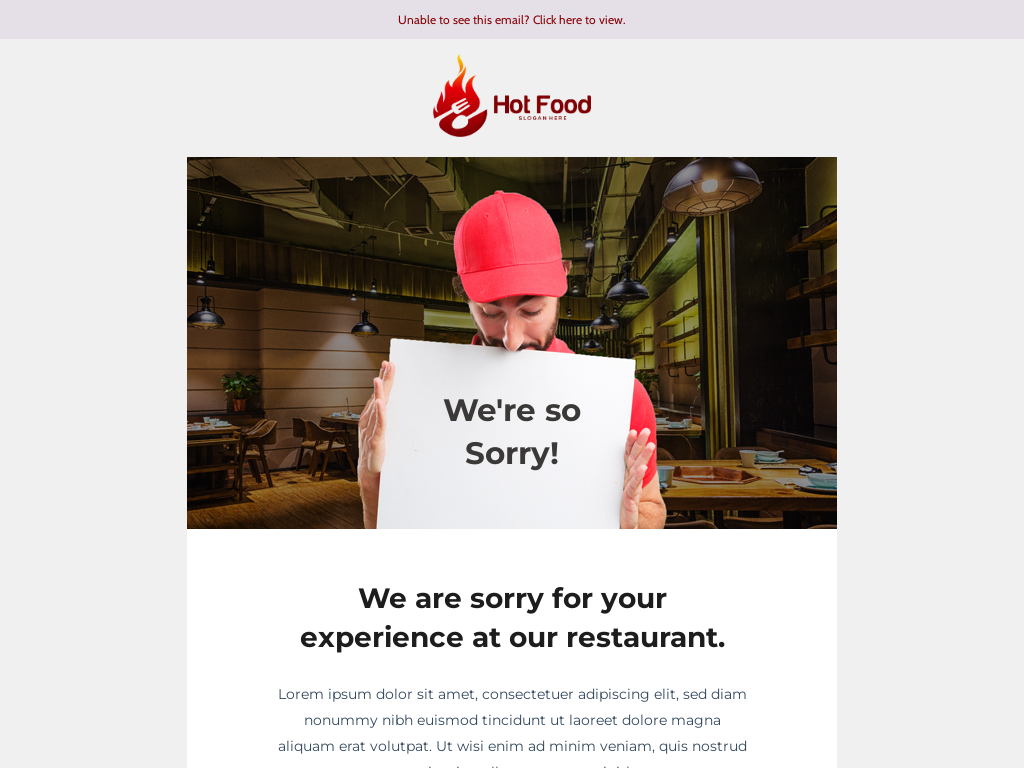 Unable to see this email? Click here to view.
Hot Food
SLOGAN HERE
We're so
Sorry!
We are sorry for your
experience at our restaurant.
Lorem ipsum dolor sit amet, consectetuer adipiscing elit, sed diam
nonummy nibh euismod tincidunt ut laoreet dolore magna
aliquam erat volutpat. Ut wisi enim ad minim veniam, quis nostrud